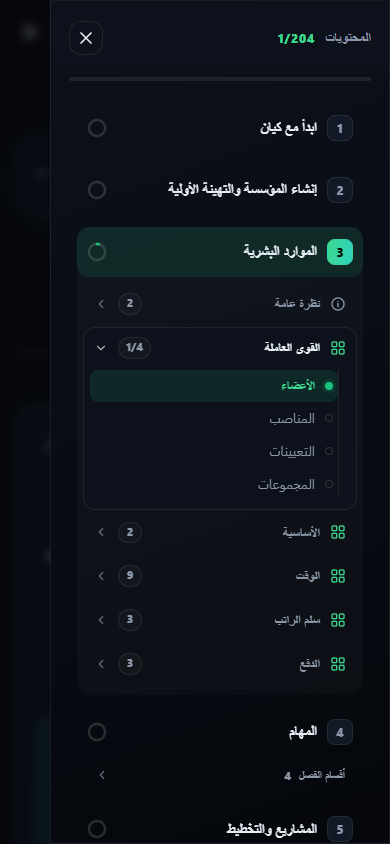 المحتويات 1/204
1 ابدأ مع كيان
2 إنشاء المؤسسة والتهيئة الأولية
3 الموارد البشرية
نظرة عامة 2
القوى العاملة 1/4
الأعضاء
المناصب
التعيينات
المجموعات
الأساسية 2
الوقت 9
سلم الراتب 3
الدفع 3
4 المهام
أقسام الفصل 4
5 المشاريع والتخطيط